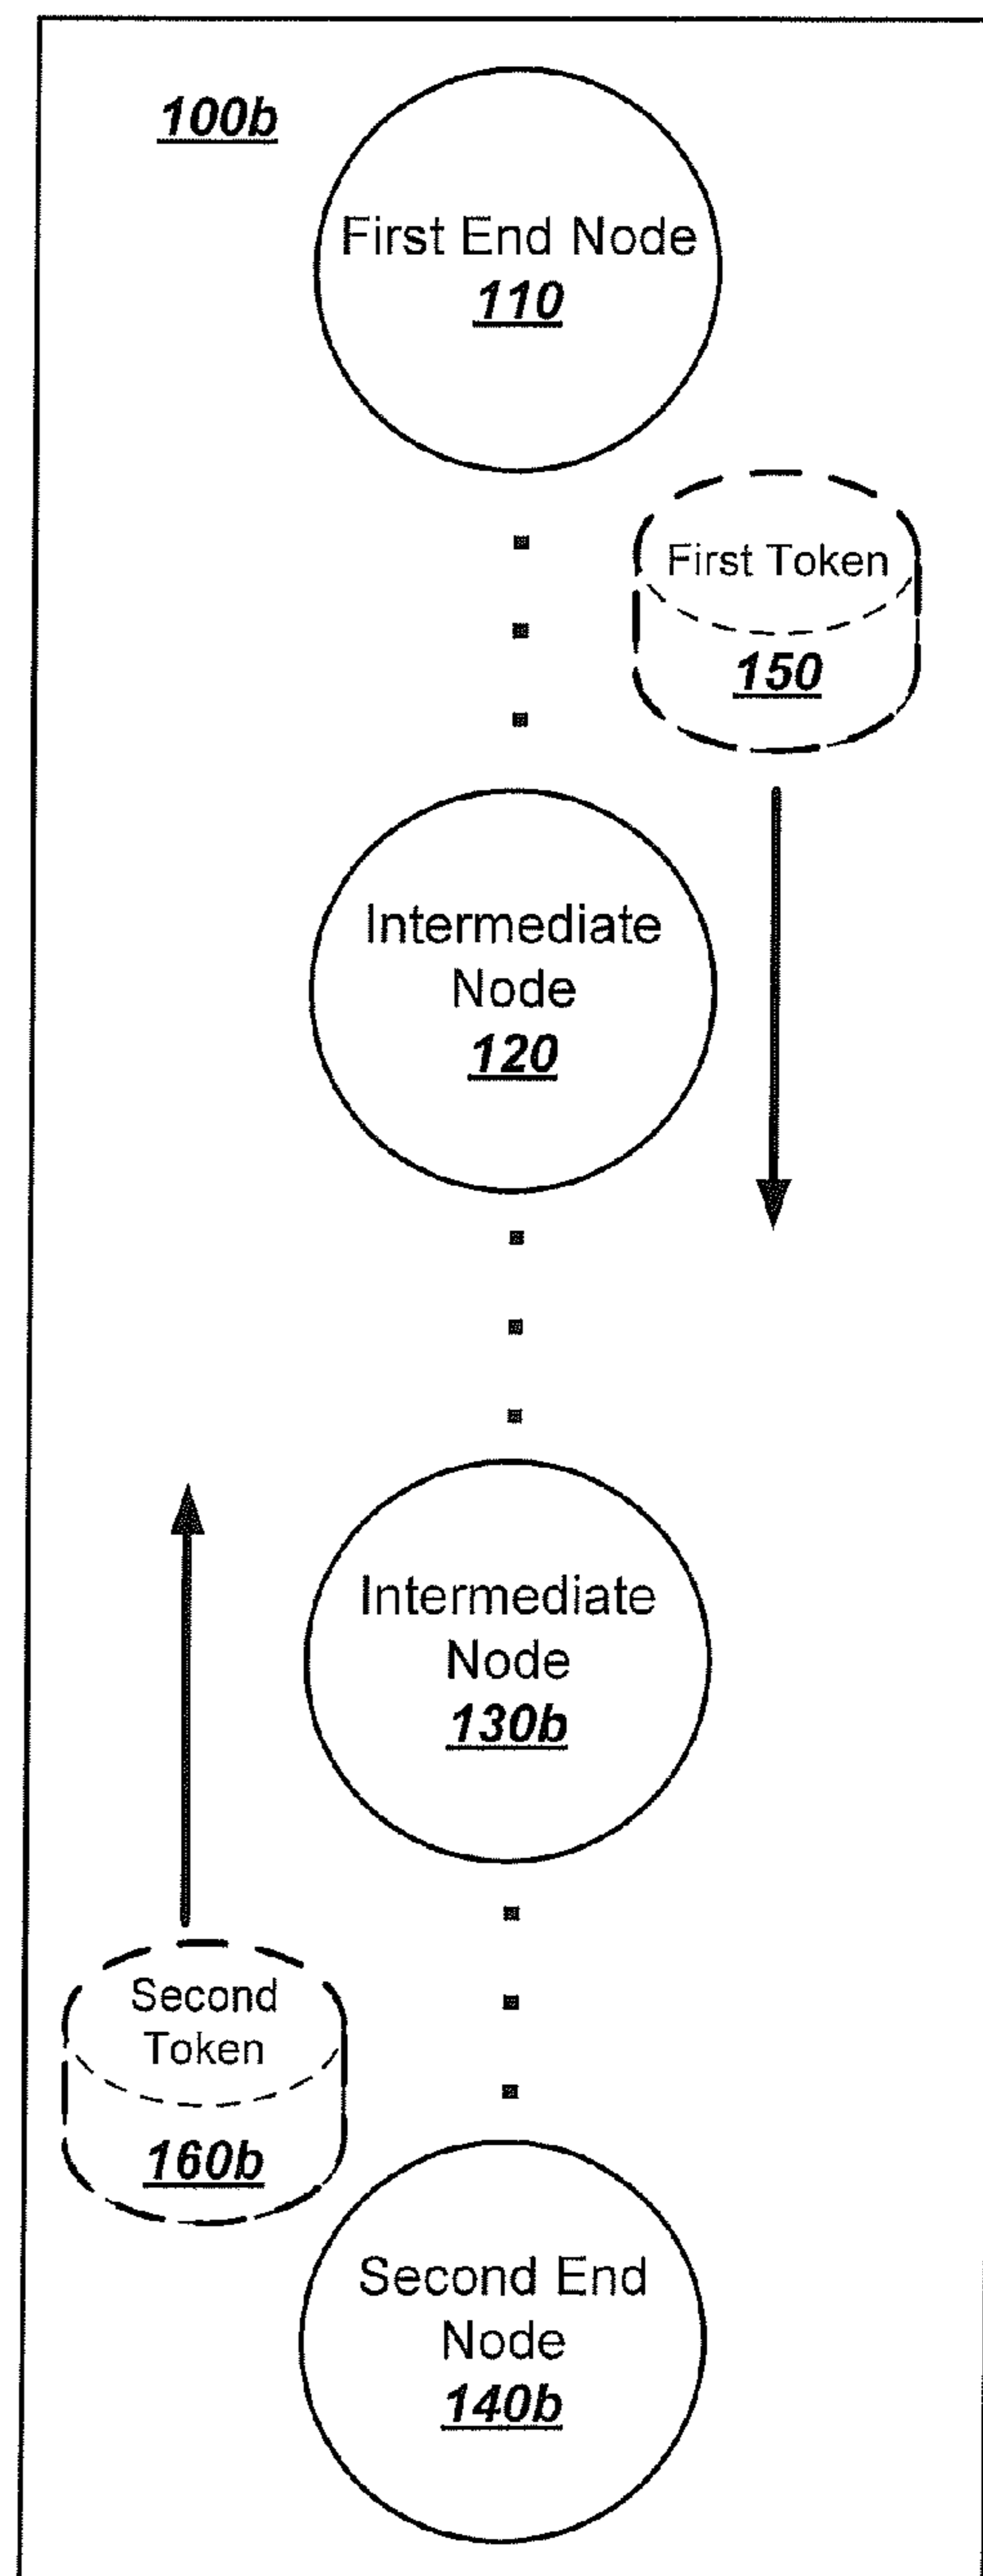 100b
First End Node
110
First Token
150
Intermediate
Node
120
Intermediate
Node
130b
Second
Token
160b
Second End
Node
140b